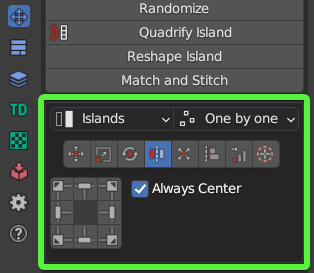 Randomize
Quadrify Island
Reshape Island
Match and Stitch
TD
Islands
One by one
Always Center